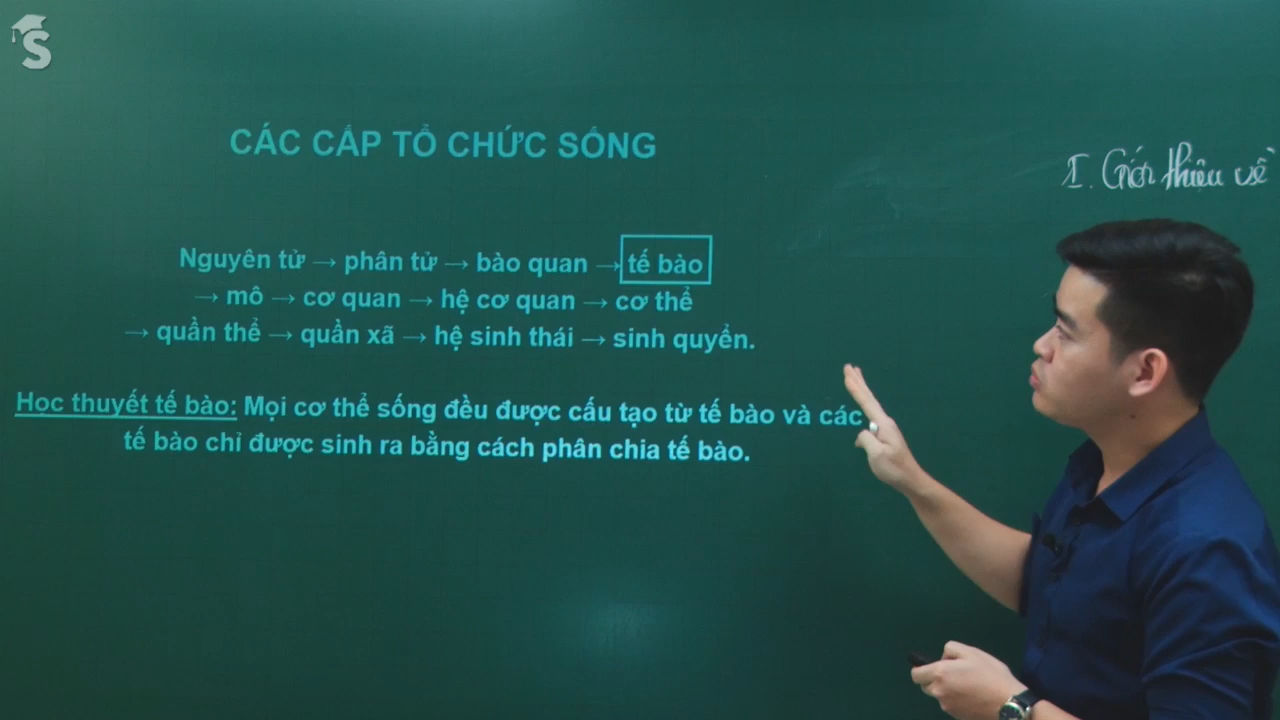 S
CÁC CẤP TỔ CHỨC SỐNG
I. Giới thiệu về
Nguyên tử → phân tử → bào quan → tế bào
→ mô → cơ quan → hệ cơ quan → cơ thể
→ quần thể → quần xã → hệ sinh thái → sinh quyển.
Học thuyết tế bào: Mọi cơ thể sống đều được cấu tạo từ tế bào và các
tế bào chỉ được sinh ra bằng cách phân chia tế bào.